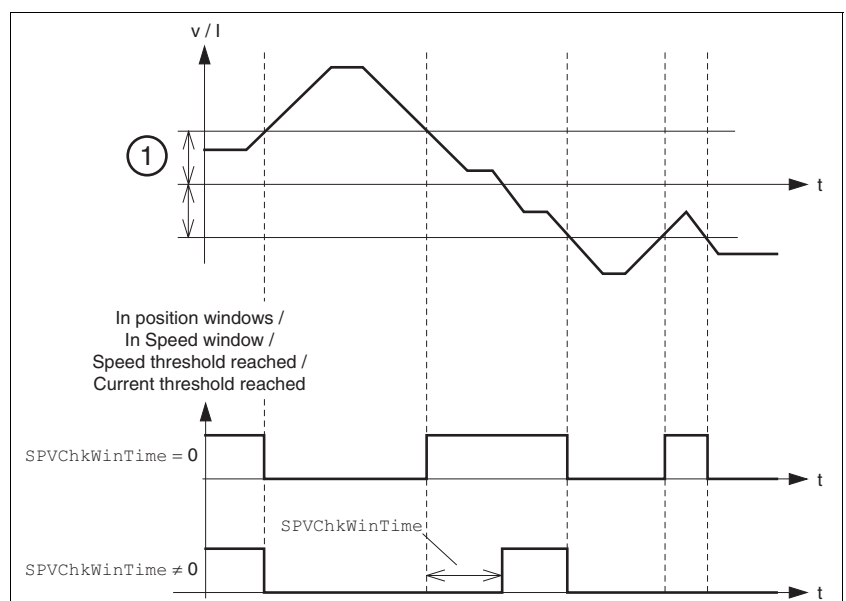 v / I
1
t
In position windows /
In Speed window /
Speed threshold reached /
Current threshold reached
SPVChkWinTime = 0
t
SPVChkWinTime
SPVChkWinTime ≠ 0
t